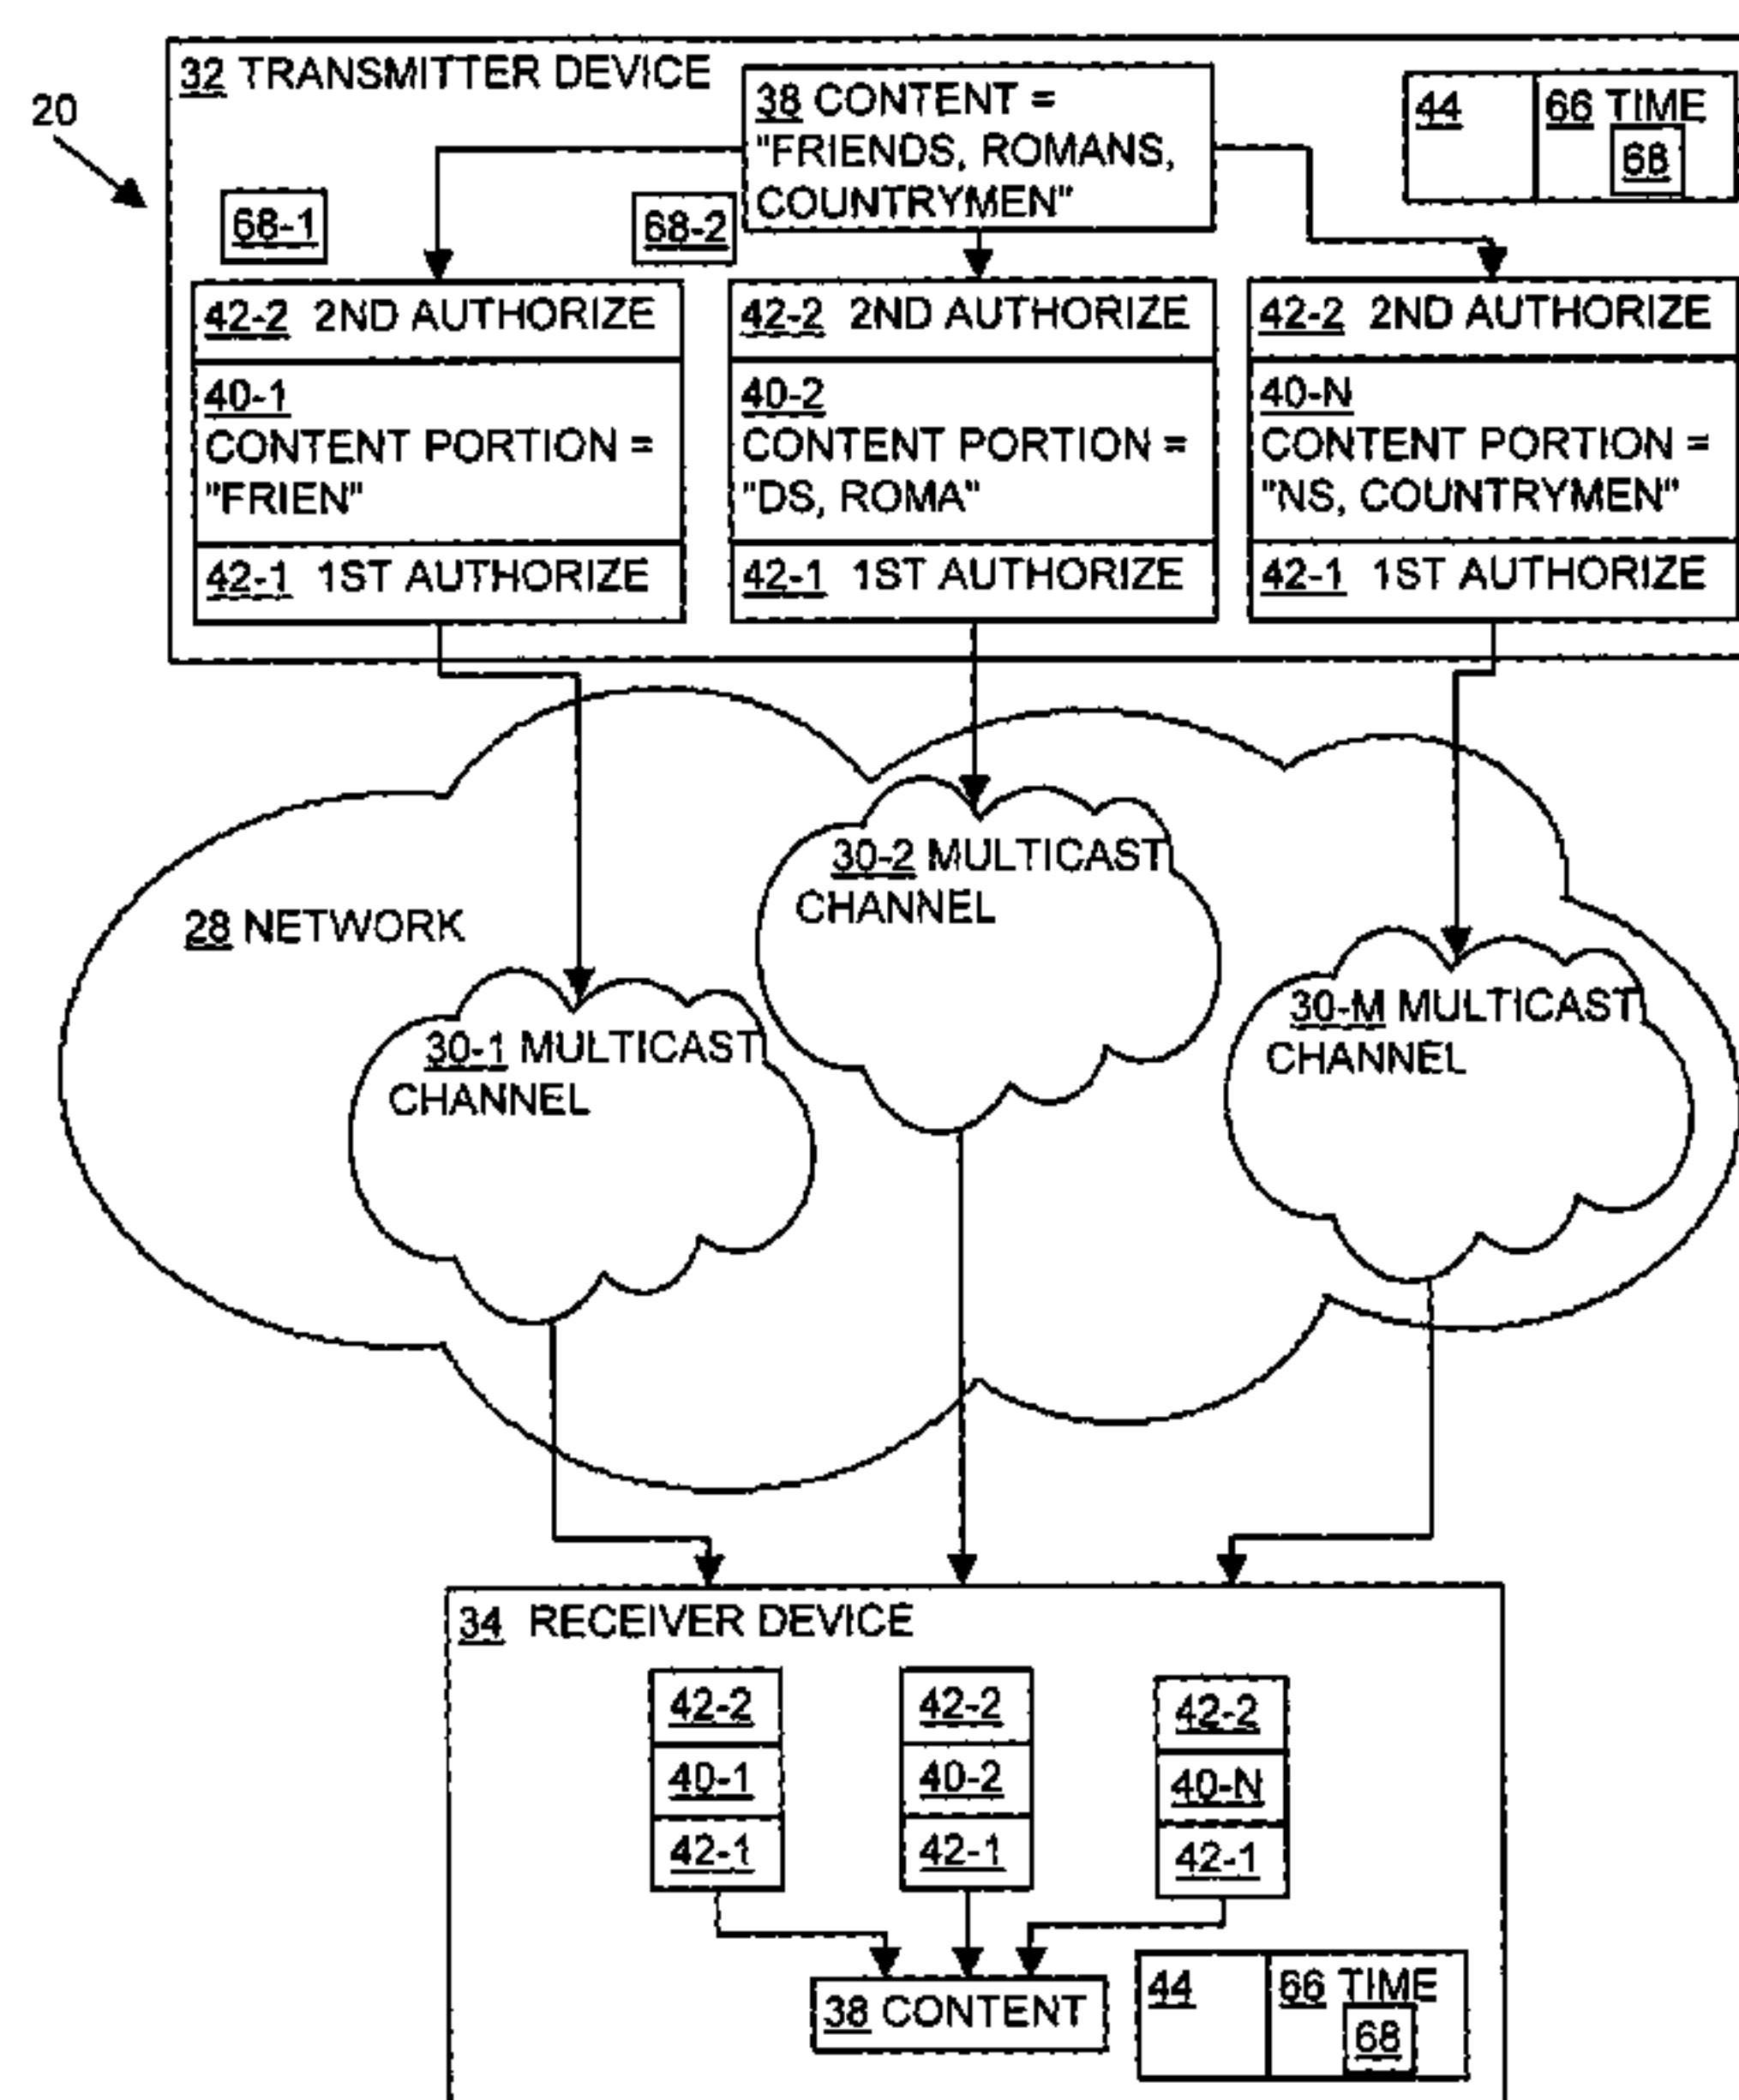 20
32 TRANSMITTER DEVICE
38 CONTENT =
"FRIENDS, ROMANS,
COUNTRYMEN"
44
66 TIME
68
68-1
68-2
42-2 2ND AUTHORIZE
40-1
CONTENT PORTION =
"FRIEN"
42-1 1ST AUTHORIZE
42-2 2ND AUTHORIZE
40-2
CONTENT PORTION =
"DS, ROMA"
42-1 1ST AUTHORIZE
42-2 2ND AUTHORIZE
40-N
CONTENT PORTION =
"NS, COUNTRYMEN"
42-1 1ST AUTHORIZE
28 NETWORK
30-1 MULTICAST
CHANNEL
30-2 MULTICAST
CHANNEL
30-M MULTICAST
CHANNEL
34 RECEIVER DEVICE
42-2
40-1
42-1
42-2
40-2
42-1
42-2
40-N
42-1
38 CONTENT
44
66 TIME
68